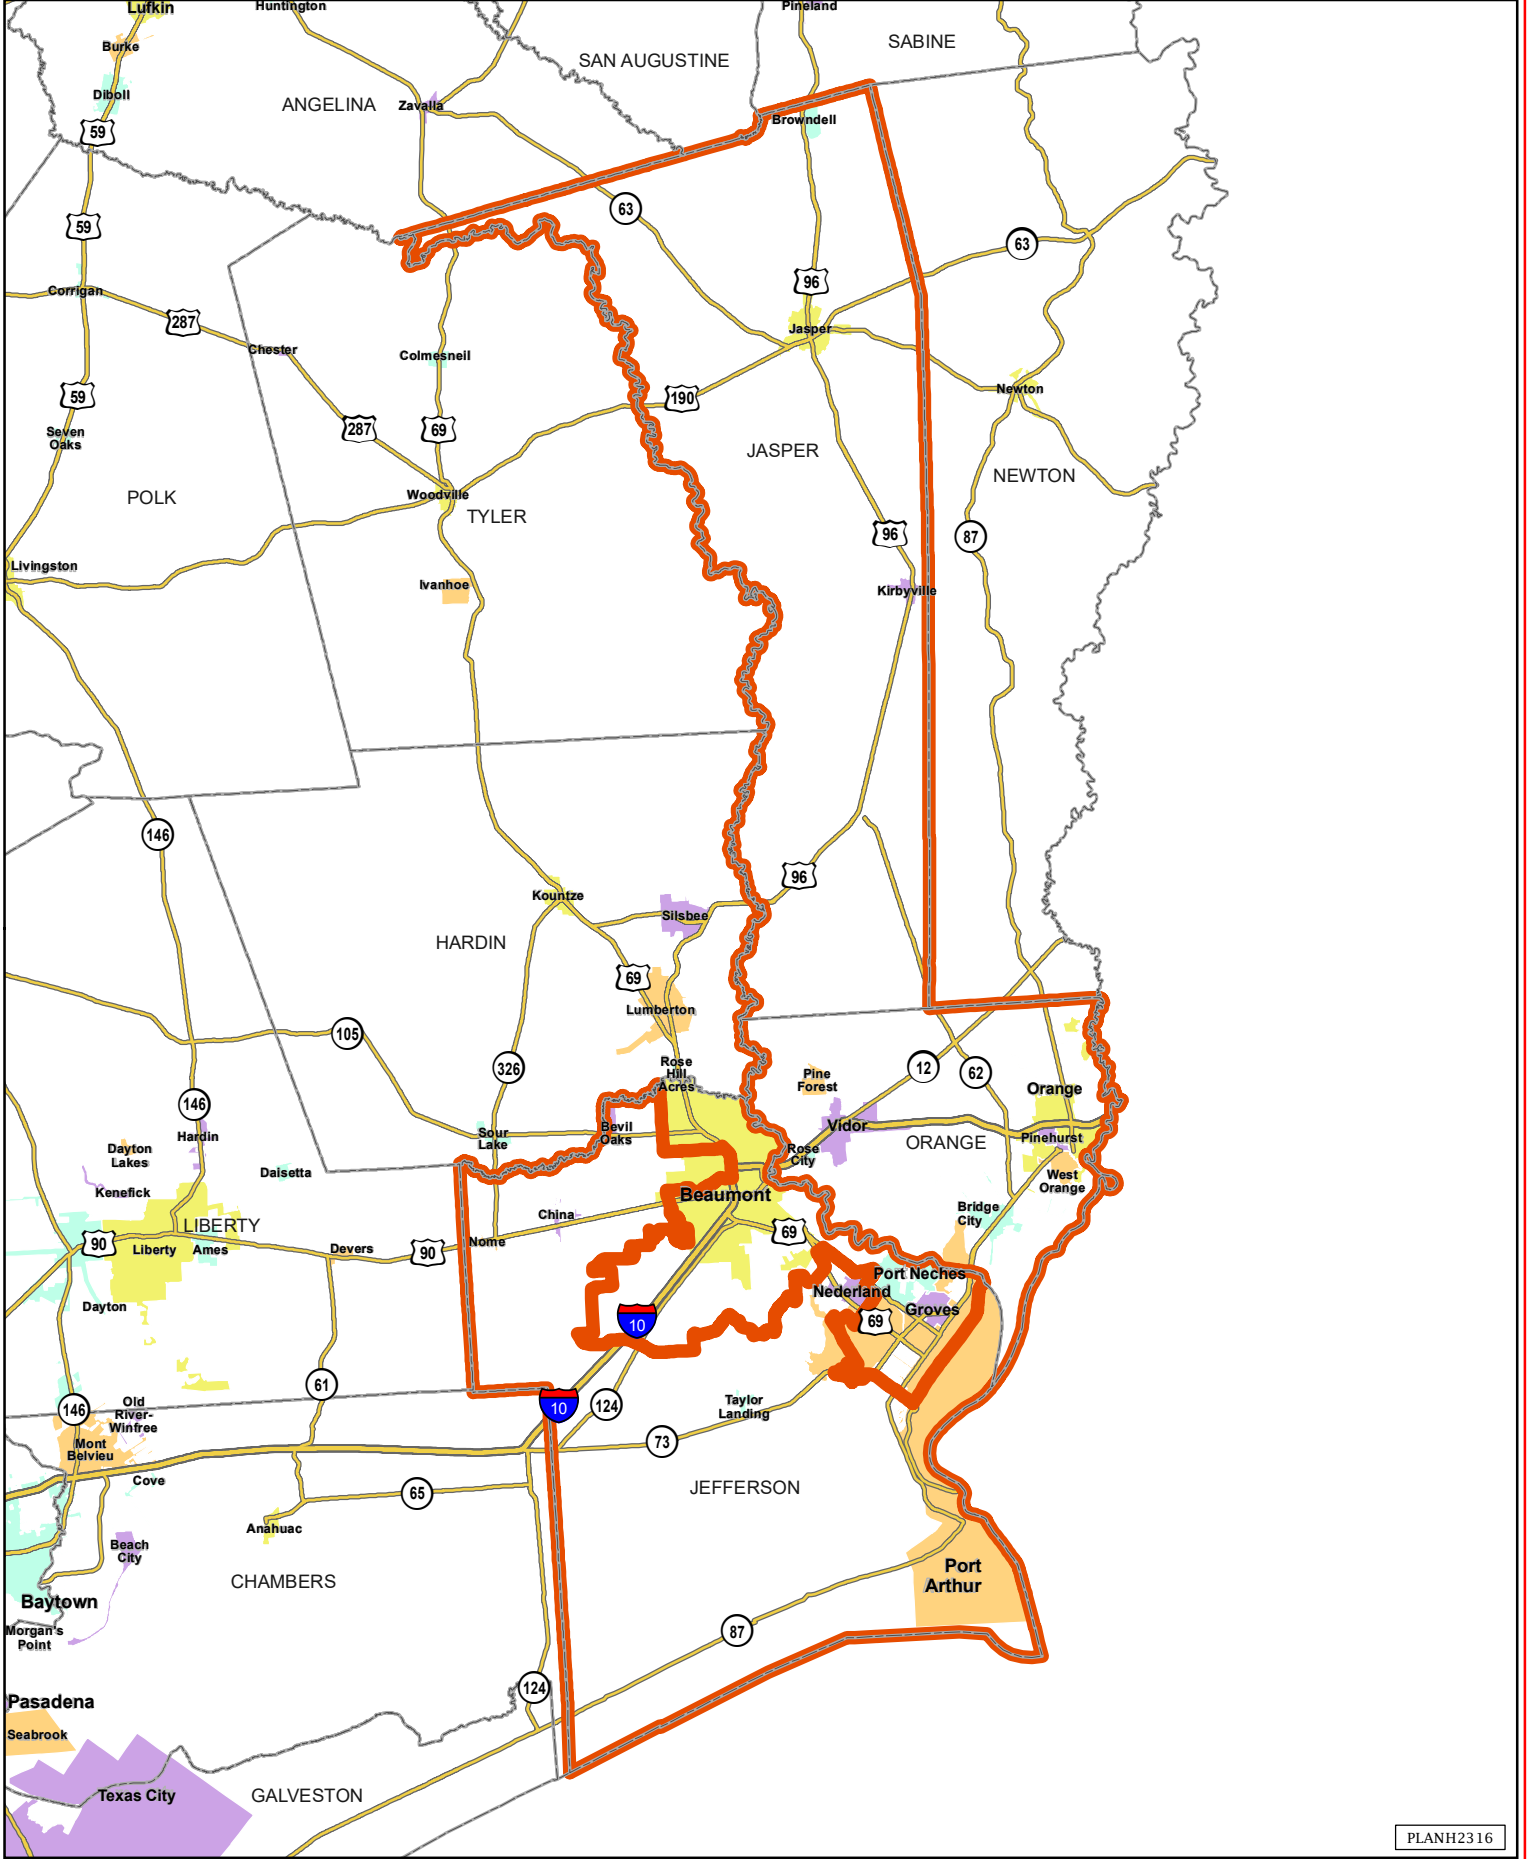 Lufkin
Huntington
Pineland
SABINE
Burke
SAN AUGUSTINE
Diboll
ANGELINA
Zavalla
Browndell
59
63
59
63
96
Corrigan
287
Jasper
Chester
Colmesneil
59
190
Newton
Seven
Oaks
287
69
JASPER
NEWTON
POLK
Woodville
TYLER
96
87
Livingston
Ivanhoe
Kirbyville
146
96
Kountze
Silsbee
HARDIN
69
Lumberton
105
326
Rose
Hill
Acres
Pine
Forest
12
62
Orange
146
Hardin
Sour
Lake
Bevil
Oaks
Vidor
ORANGE
Pinehurst
Dayton
Lakes
Daisetta
Rose
City
West
Orange
Kenefick
Beaumont
LIBERTY
China
Bridge
City
90
Liberty
Ames
Devers
90
Nome
69
Port Neches
Nederland
Groves
Dayton
10
69
61
146
Old
River-
Winfree
10
124
Taylor
Landing
Mont
Belvieu
73
Cove
65
JEFFERSON
Anahuac
Beach
City
CHAMBERS
Port
Arthur
Baytown
Morgan's
Point
87
124
Pasadena
Seabrook
Texas City
GALVESTON
PLANH2316